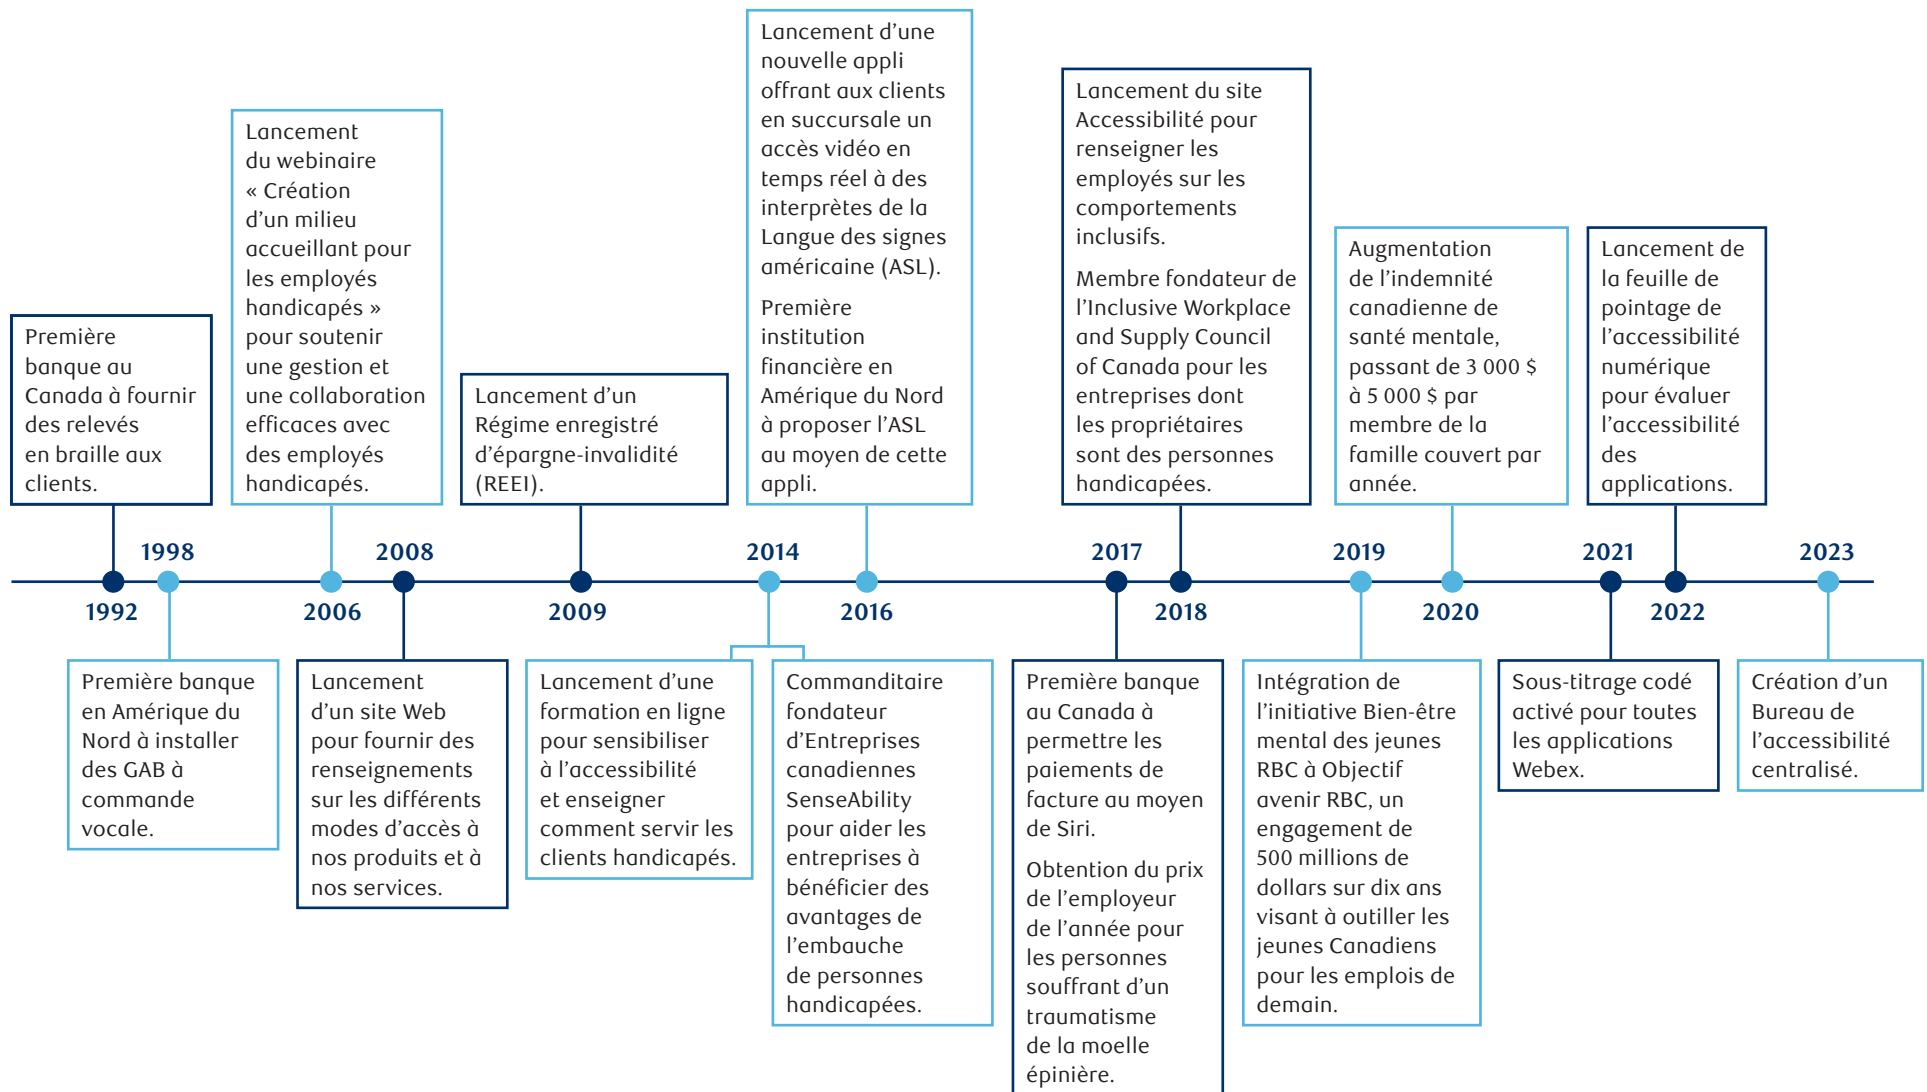 Première
banque au
Canada à fournir
des relevés
en braille aux
clients.
1992
1998
Première banque
en Amérique du
Nord à installer
des GAB à
commande
vocale.
Lancement
du webinaire
« Création
d’un milieu
accueillant pour
les employés
handicapés »
pour soutenir
une gestion et
une collaboration
efficaces avec
des employés
handicapés.
2006
2008
Lancement
d’un site Web
pour fournir des
renseignements
sur les différents
modes d’accès à
nos produits et à
nos services.
Lancement d’un
Régime enregistré
d’épargne-invalidité
(REEI).
2009
2014
Lancement d’une
formation en ligne
pour sensibiliser
à l’accessibilité
et enseigner
comment servir les
clients handicapés.
Commanditaire
fondateur
d’Entreprises
canadiennes
SenseAbility
pour aider les
entreprises à
bénéficier des
avantages de
l’embauche
de personnes
handicapées.
Lancement d’une
nouvelle appli
offrant aux clients
en succursale un
accès vidéo en
temps réel à des
interprètes de la
Langue des signes
américaine (ASL).
Première
institution
financière en
Amérique du Nord
à proposer l’ASL
au moyen de cette
appli.
2016
2017
Première banque
au Canada à
permettre les
paiements de
facture au moyen
de Siri.
Obtention du prix
de l’employeur
de l’année pour
les personnes
souffrant d’un
traumatisme
de la moelle
épinière.
Lancement du site
Accessibilité pour
renseigner les
employés sur les
comportements
inclusifs.
Membre fondateur de
l’Inclusive Workplace
and Supply Council
of Canada pour les
entreprises dont
les propriétaires
sont des personnes
handicapées.
2018
2019
Intégration de
l’initiative Bien-être
mental des jeunes
RBC à Objectif
avenir RBC, un
engagement de
500 millions de
dollars sur dix ans
visant à outiller les
jeunes Canadiens
pour les emplois de
demain.
Augmentation
de l’indemnité
canadienne de
santé mentale,
passant de 3 000 $
à 5 000 $ par
membre de la
famille couvert par
année.
2020
2021
Sous-titrage codé
activé pour toutes
les applications
Webex.
Lancement de
la feuille de
pointage de
l’accessibilité
numérique
pour évaluer
l’accessibilité
des
applications.
2022
2023
Création d’un
Bureau de
l’accessibilité
centralisé.